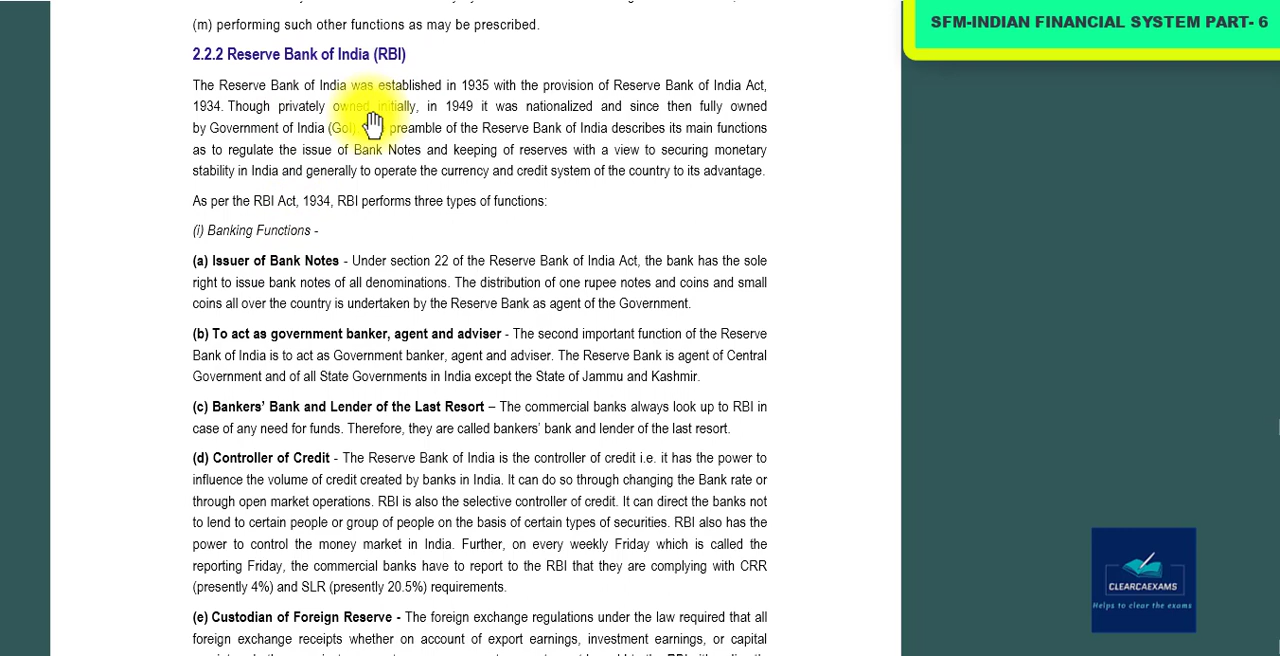 (m) performing such other functions as may be prescribed.
SFM-INDIAN FINANCIAL SYSTEM PART- 6
2.2.2 Reserve Bank of India (RBI)
The Reserve Bank of India was established in 1935 with the provision of Reserve Bank of India Act,
1934. Though privately owned initially, in 1949 it was nationalized and since then fully owned
by Government of India (GoI). preamble of the Reserve Bank of India describes its main functions
as to regulate the issue of Bank Notes and keeping of reserves with a view to securing monetary
stability in India and generally to operate the currency and credit system of the country to its advantage.
As per the RBI Act, 1934, RBI performs three types of functions:
(i) Banking Functions -
(a) Issuer of Bank Notes - Under section 22 of the Reserve Bank of India Act, the bank has the sole
right to issue bank notes of all denominations. The distribution of one rupee notes and coins and small
coins all over the country is undertaken by the Reserve Bank as agent of the Government.
(b) To act as government banker, agent and adviser - The second important function of the Reserve
Bank of India is to act as Government banker, agent and adviser. The Reserve Bank is agent of Central
Government and of all State Governments in India except the State of Jammu and Kashmir.
(c) Bankers' Bank and Lender of the Last Resort – The commercial banks always look up to RBI in
case of any need for funds. Therefore, they are called bankers' bank and lender of the last resort.
(d) Controller of Credit - The Reserve Bank of India is the controller of credit i.e. it has the power to
influence the volume of credit created by banks in India. It can do so through changing the Bank rate or
through open market operations. RBI is also the selective controller of credit. It can direct the banks not
to lend to certain people or group of people on the basis of certain types of securities. RBI also has the
power to control the money market in India. Further, on every weekly Friday which is called the
reporting Friday, the commercial banks have to report to the RBI that they are complying with CRR
(presently 4%) and SLR (presently 20.5%) requirements.
(e) Custodian of Foreign Reserve - The foreign exchange regulations under the law required that all
foreign exchange receipts whether on account of export earnings, investment earnings, or capital
CLEARCAEXAMS
Helps to clear the exams